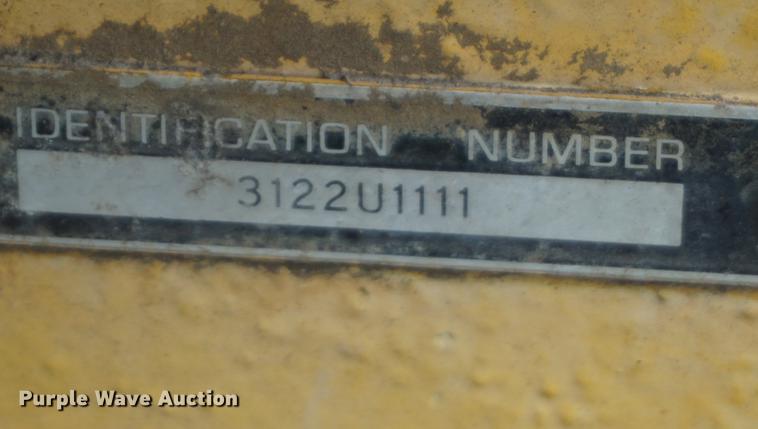 IDENTIFICATION NUMBER
3122U1111
Purple Wave Auction